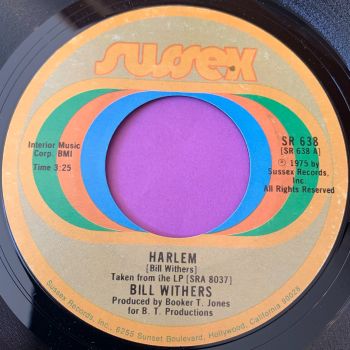 sussex
Interior Music
Corp. BMI
Time 3:25
SR 638
[SR 638 A]
℗ 1975 by
Sussex Records,
Inc.
All Rights Reserved
HARLEM
[Bill Withers]
Taken from the LP [SRA 8037]
BILL WITHERS
Produced by Booker T. Jones
for B. T. Productions
Sussex Records, Inc., 6255 Sunset Boulevard, Hollywood, California 90028